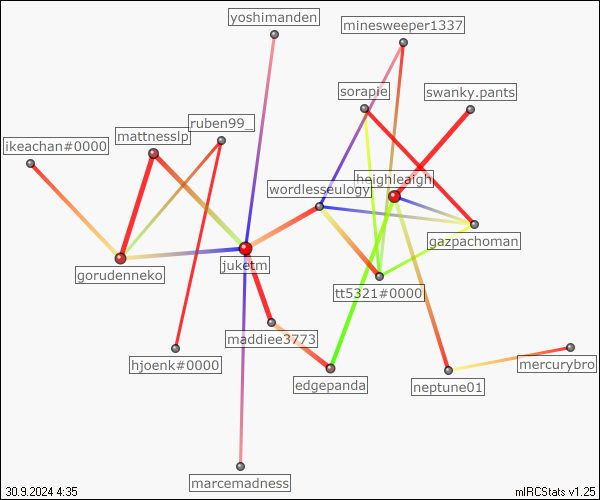 yoshimanden
minesweeper1337
sorapie
swanky.pants
ruben99_
mattnesslp
ikeachan#0000
heighleaigh
wordlesseulogy
gazpachoman
juketm
gorudenneko
tt5321#0000
maddiee3773
hjoenk#0000
mercurybro
edgepanda
neptune01
marcemadness
30.9.2024 4:35
mIRCStats v1.25